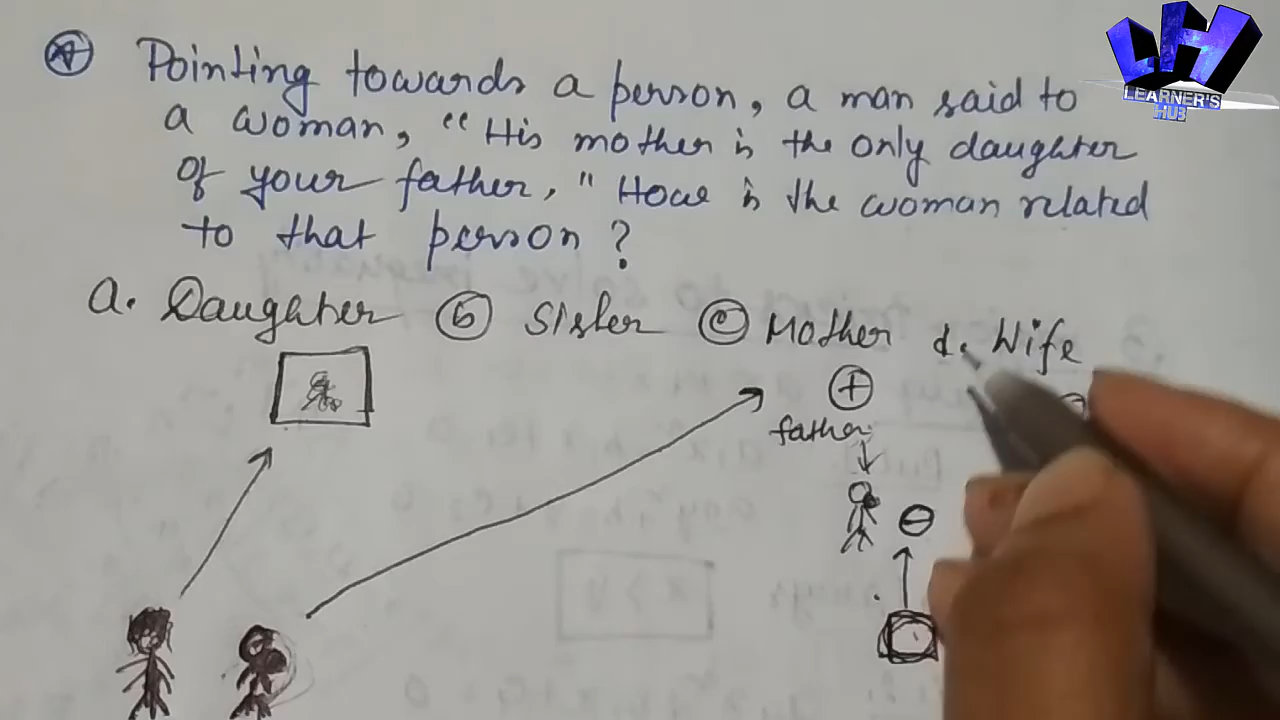 Pointing towards a person, a man said to
a woman, "His mother is the only daughter
of your father," How is the woman related
to that person?
a. Daughter b Sister c Mother d. Wife
father
LH
LEARNER'S
HUB